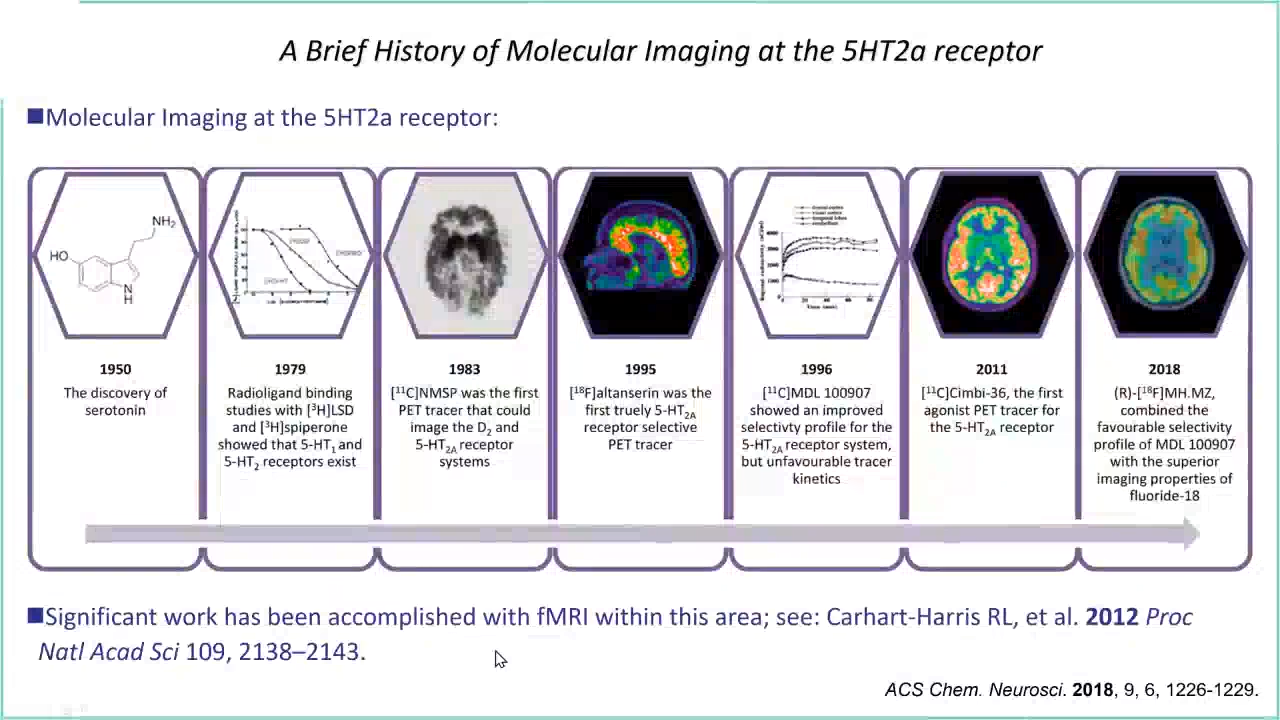 A Brief History of Molecular Imaging at the 5HT2a receptor
■Molecular Imaging at the 5HT2a receptor:
NH₂
HO
N
H
1950
The discovery of
serotonin
1979
Radioligand binding
studies with [³H]LSD
and [³H]spiperone
showed that 5-HT₁ and
5-HT₂ receptors exist
1983
[¹¹C]NMSP was the first
PET tracer that could
image the D₂ and
5-HT₂A receptor
systems
1995
[¹⁸F]altanserin was the
first truely 5-HT₂A
receptor selective
PET tracer
4000
1000
0
Time (min)
1996
[¹¹C]MDL 100907
showed an improved
selectivty profile for the
5-HT₂A receptor system,
but unfavourable tracer
kinetics
2011
[¹¹C]Cimbi-36, the first
agonist PET tracer for
the 5-HT₂A receptor
2018
(R)-[¹⁸F]MH.MZ,
combined the
favourable selectivity
profile of MDL 100907
with the superior
imaging properties of
fluoride-18
■Significant work has been accomplished with fMRI within this area; see: Carhart-Harris RL, et al. 2012 Proc
Natl Acad Sci 109, 2138–2143.
ACS Chem. Neurosci. 2018, 9, 6, 1226-1229.